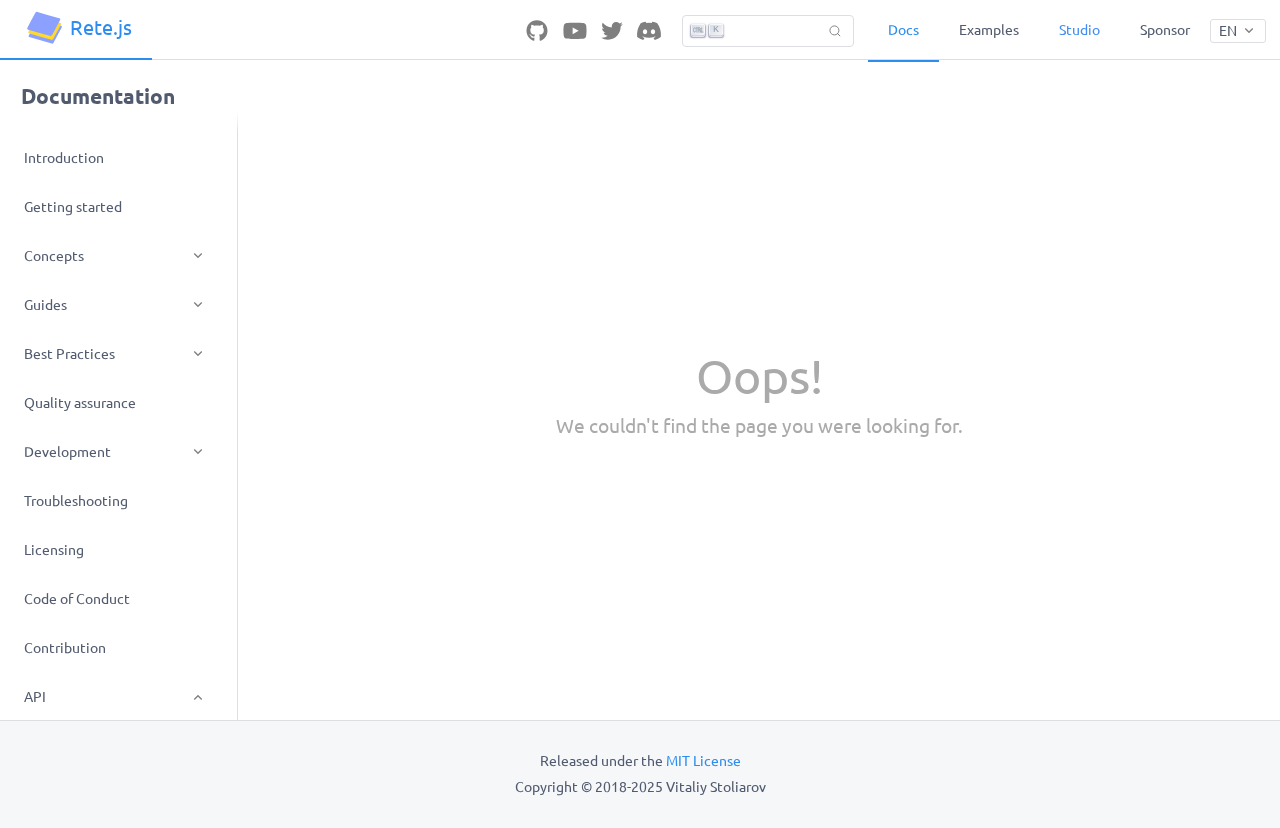 Rete.js
K
Docs
Examples
Studio
Sponsor
EN
Documentation
Introduction
Getting started
Concepts
Guides
Best Practices
Quality assurance
Development
Troubleshooting
Licensing
Code of Conduct
Contribution
API
Oops!
We couldn't find the page you were looking for.
Released under the MIT License
Copyright © 2018-2025 Vitaliy Stoliarov